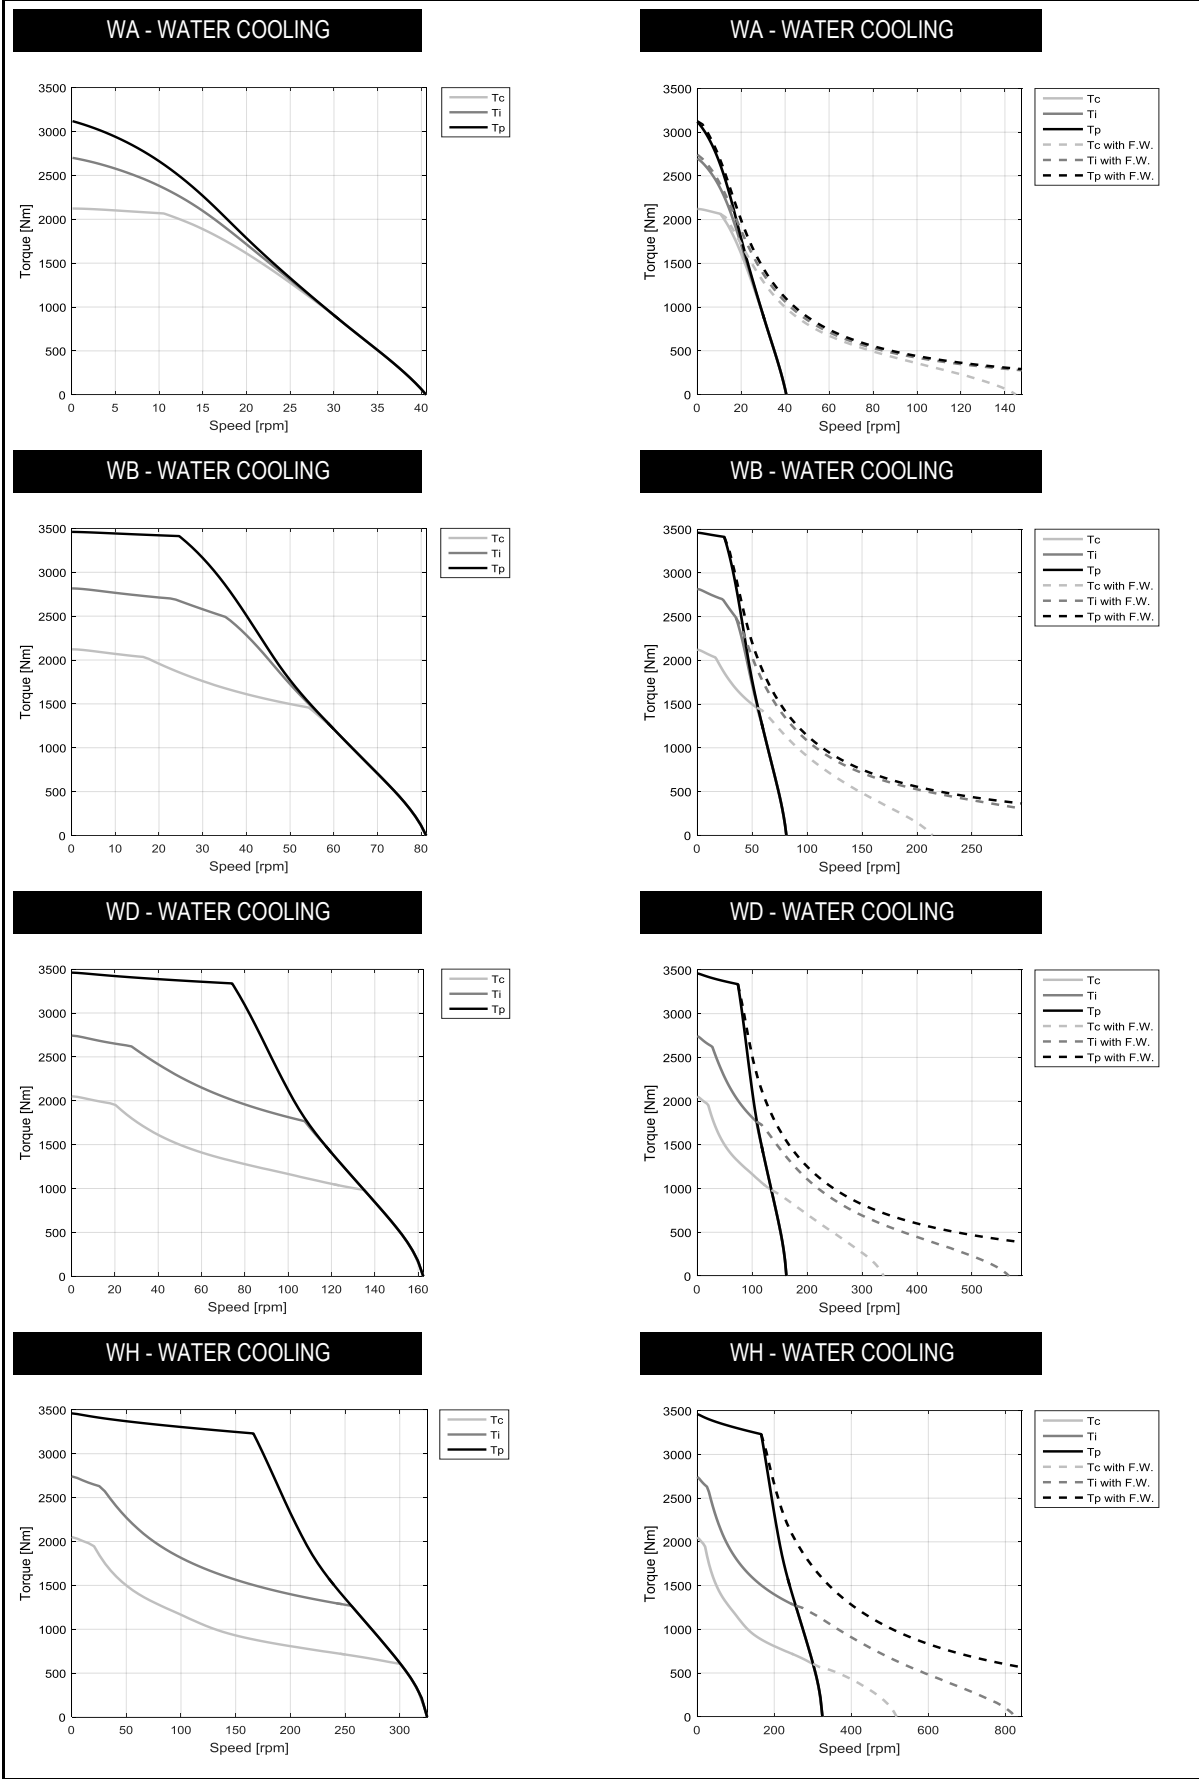 WA - WATER COOLING
3500
3000
2500
2000
1500
1000
500
0
Torque [Nm]
0 5 10 15 20 25 30 35 40
Speed [rpm]
Tc
Ti
Tp
WA - WATER COOLING
3500
3000
2500
2000
1500
1000
500
0
Torque [Nm]
0 20 40 60 80 100 120 140
Speed [rpm]
Tc
Ti
Tp
Tc with F.W.
Ti with F.W.
Tp with F.W.
WB - WATER COOLING
3500
3000
2500
2000
1500
1000
500
0
Torque [Nm]
0 10 20 30 40 50 60 70 80
Speed [rpm]
Tc
Ti
Tp
WB - WATER COOLING
3500
3000
2500
2000
1500
1000
500
0
Torque [Nm]
0 50 100 150 200 250
Speed [rpm]
Tc
Ti
Tp
Tc with F.W.
Ti with F.W.
Tp with F.W.
WD - WATER COOLING
3500
3000
2500
2000
1500
1000
500
0
Torque [Nm]
0 20 40 60 80 100 120 140 160
Speed [rpm]
Tc
Ti
Tp
WD - WATER COOLING
3500
3000
2500
2000
1500
1000
500
0
Torque [Nm]
0 100 200 300 400 500
Speed [rpm]
Tc
Ti
Tp
Tc with F.W.
Ti with F.W.
Tp with F.W.
WH - WATER COOLING
3500
3000
2500
2000
1500
1000
500
0
Torque [Nm]
0 50 100 150 200 250 300
Speed [rpm]
Tc
Ti
Tp
WH - WATER COOLING
3500
3000
2500
2000
1500
1000
500
0
Torque [Nm]
0 200 400 600 800
Speed [rpm]
Tc
Ti
Tp
Tc with F.W.
Ti with F.W.
Tp with F.W.